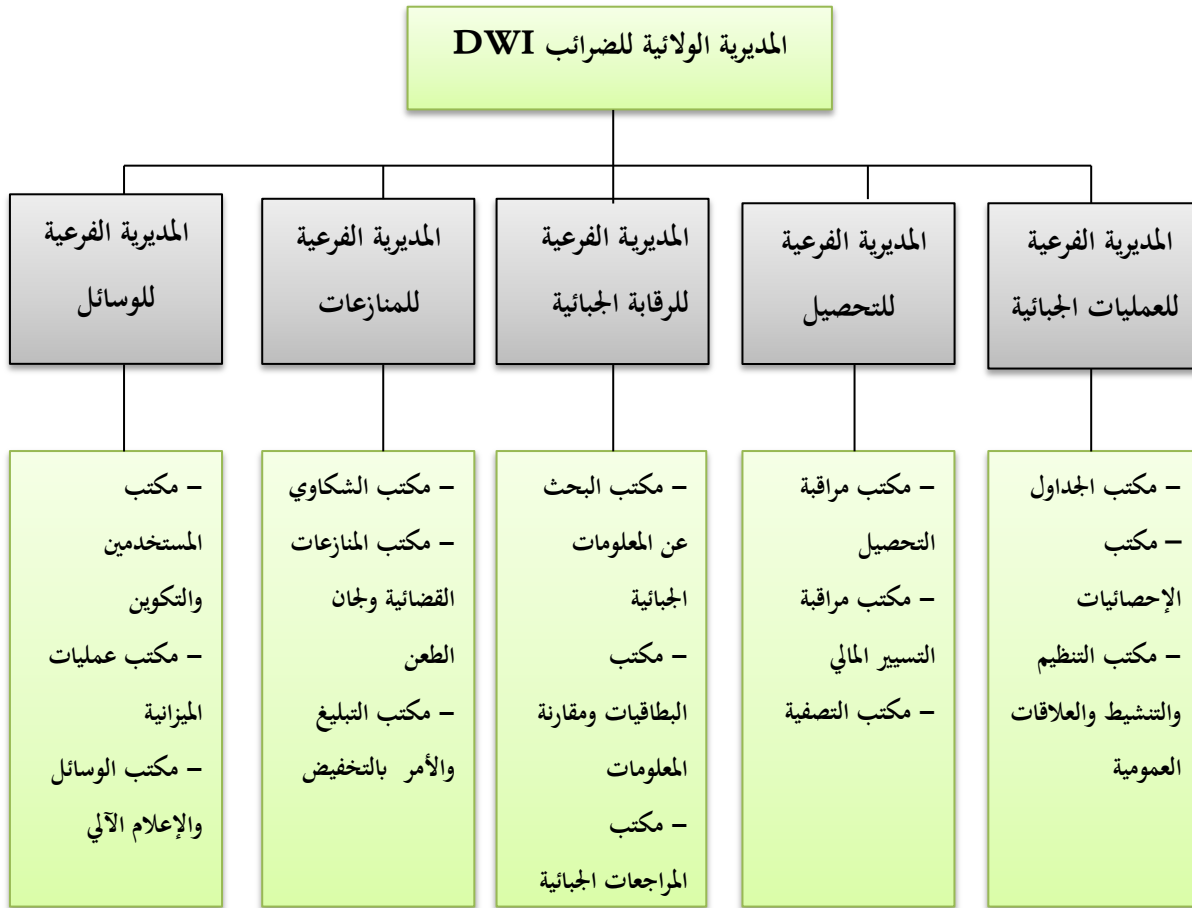 المديرية الولائية للضرائب DWI
المديرية الفرعية
للعمليات الجبائية
المديرية الفرعية
للتحصيل
المديرية الفرعية
للرقابة الجبائية
المديرية الفرعية
للمنازعات
المديرية الفرعية
للوسائل
– مكتب الجداول
– مكتب
الإحصائيات
– مكتب التنظيم
والتنشيط والعلاقات
العمومية
– مكتب مراقبة
التحصيل
– مكتب مراقبة
التسيير المالي
– مكتب التصفية
– مكتب البحث
عن المعلومات
الجبائية
– مكتب
البطاقيات ومقارنة
المعلومات
– مكتب
المراجعات الجبائية
– مكتب الشكاوي
– مكتب المنازعات
القضائية ولجان
الطعن
– مكتب التبليغ
والأمر بالتخفيض
– مكتب
المستخدمين
والتكوين
– مكتب عمليات
الميزانية
– مكتب الوسائل
والإعلام الآلي